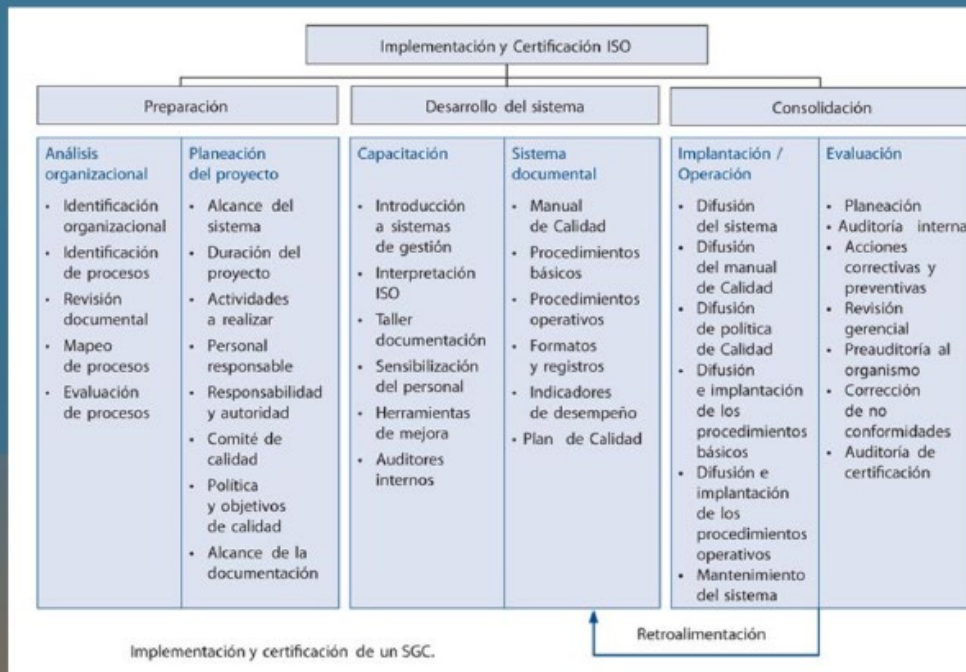 Implementación y Certificación ISO
Preparación
Análisis
organizacional
• Identificación
organizacional
• Identificación
de procesos
• Revisión
documental
• Mapeo
de procesos
• Evaluación
de procesos
Planeación
del proyecto
• Alcance del
sistema
• Duración del
proyecto
• Actividades
a realizar
• Personal
responsable
• Responsabilidad
y autoridad
• Comité de
calidad
• Política
y objetivos
de calidad
• Alcance de la
documentación
Desarrollo del sistema
Capacitación
• Introducción
a sistemas
de gestión
• Interpretación
ISO
• Taller
documentación
• Sensibilización
del personal
• Herramientas
de mejora
• Auditores
internos
Sistema
documental
• Manual
de Calidad
• Procedimientos
básicos
• Procedimientos
operativos
• Formatos
y registros
• Indicadores
de desempeño
• Plan de Calidad
Consolidación
Implantación /
Operación
• Difusión
del sistema
• Difusión
del manual
de Calidad
• Difusión
de política
de Calidad
• Difusión
e implantación
de los
procedimientos
básicos
• Difusión e
implantación
de los
procedimientos
operativos
• Mantenimiento
del sistema
Evaluación
• Planeación
• Auditoría interna
• Acciones
correctivas y
preventivas
• Revisión
gerencial
• Preauditoría al
organismo
• Corrección
de no
conformidades
• Auditoría de
certificación
Retroalimentación
Implementación y certificación de un SGC.